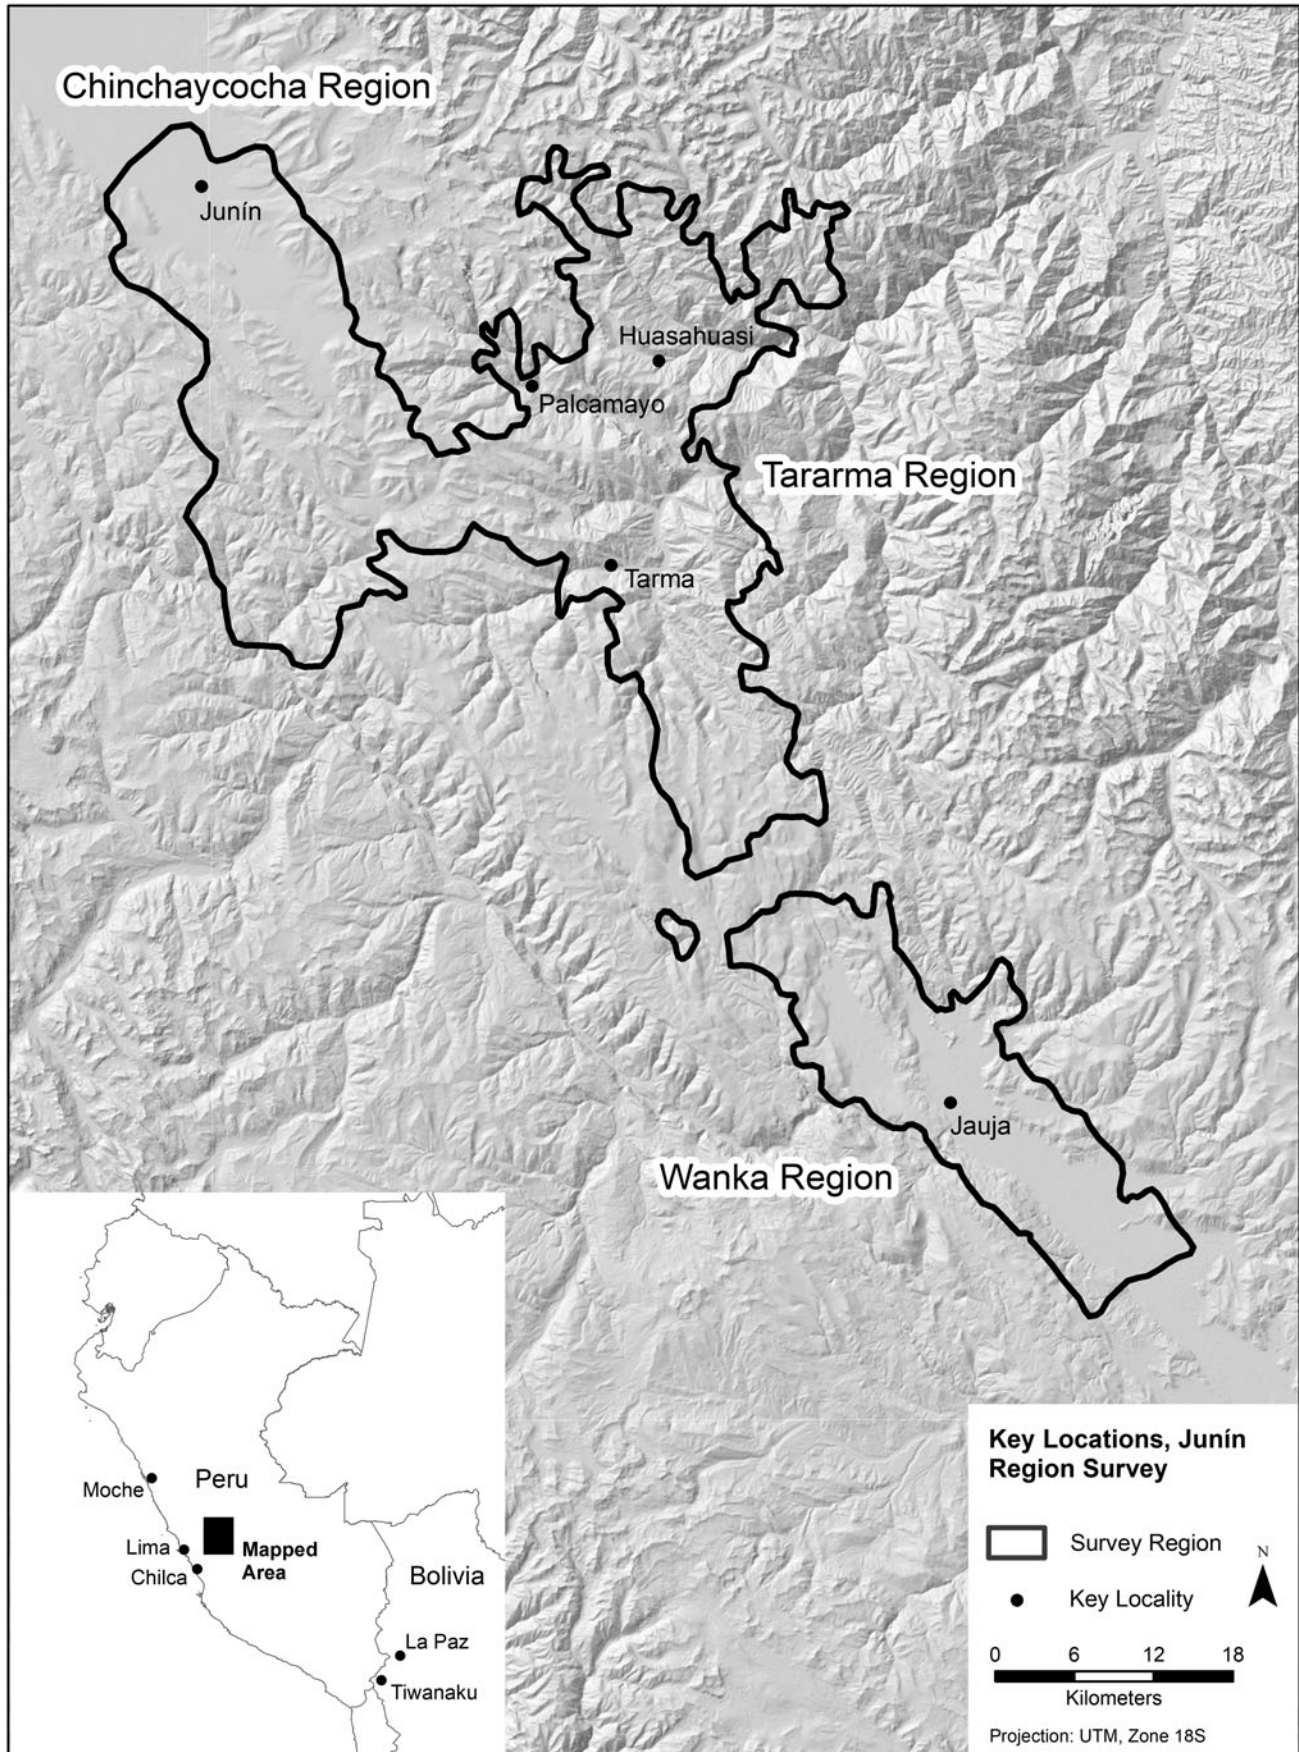 Chinchaycocha Region
Junín
Huasahuasi
Palcamayo
Tararma Region
Tarma
Jauja
Wanka Region
Peru
Moche
Lima
Mapped
Area
Chilca
Bolivia
La Paz
Tiwanaku
Key Locations, Junín
Region Survey
Survey Region
N
Key Locality
0 6 12 18
Kilometers
Projection: UTM, Zone 18S